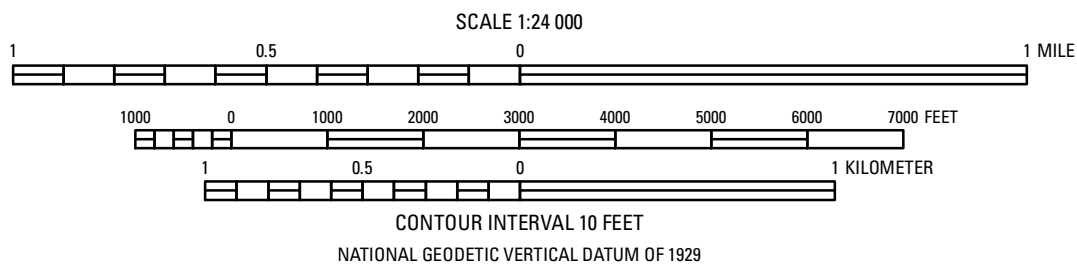 SCALE 1:24 000
1 0.5 0 1 MILE
1000 0 1000 2000 3000 4000 5000 6000 7000 FEET
1 0.5 0 1 KILOMETER
CONTOUR INTERVAL 10 FEET
NATIONAL GEODETIC VERTICAL DATUM OF 1929